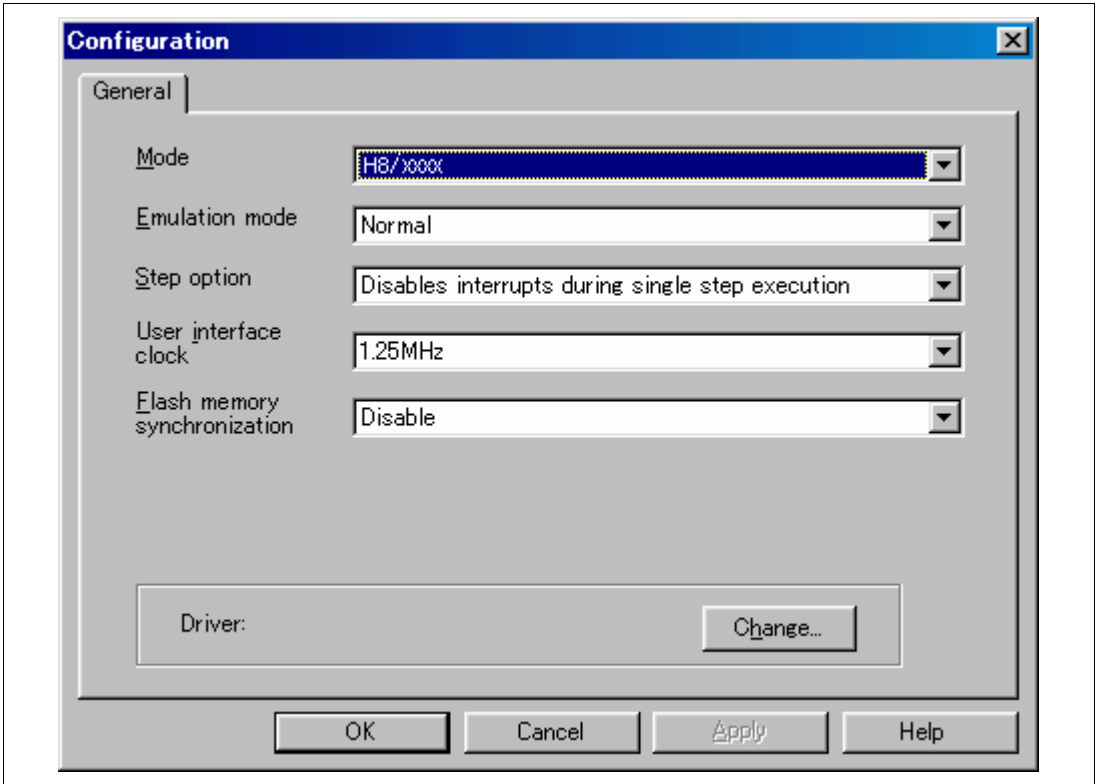 Configuration
General
Mode
H8/xxxx
Emulation mode
Normal
Step option
Disables interrupts during single step execution
User interface
clock
1.25MHz
Flash memory
synchronization
Disable
Driver:
Change...
OK
Cancel
Apply
Help